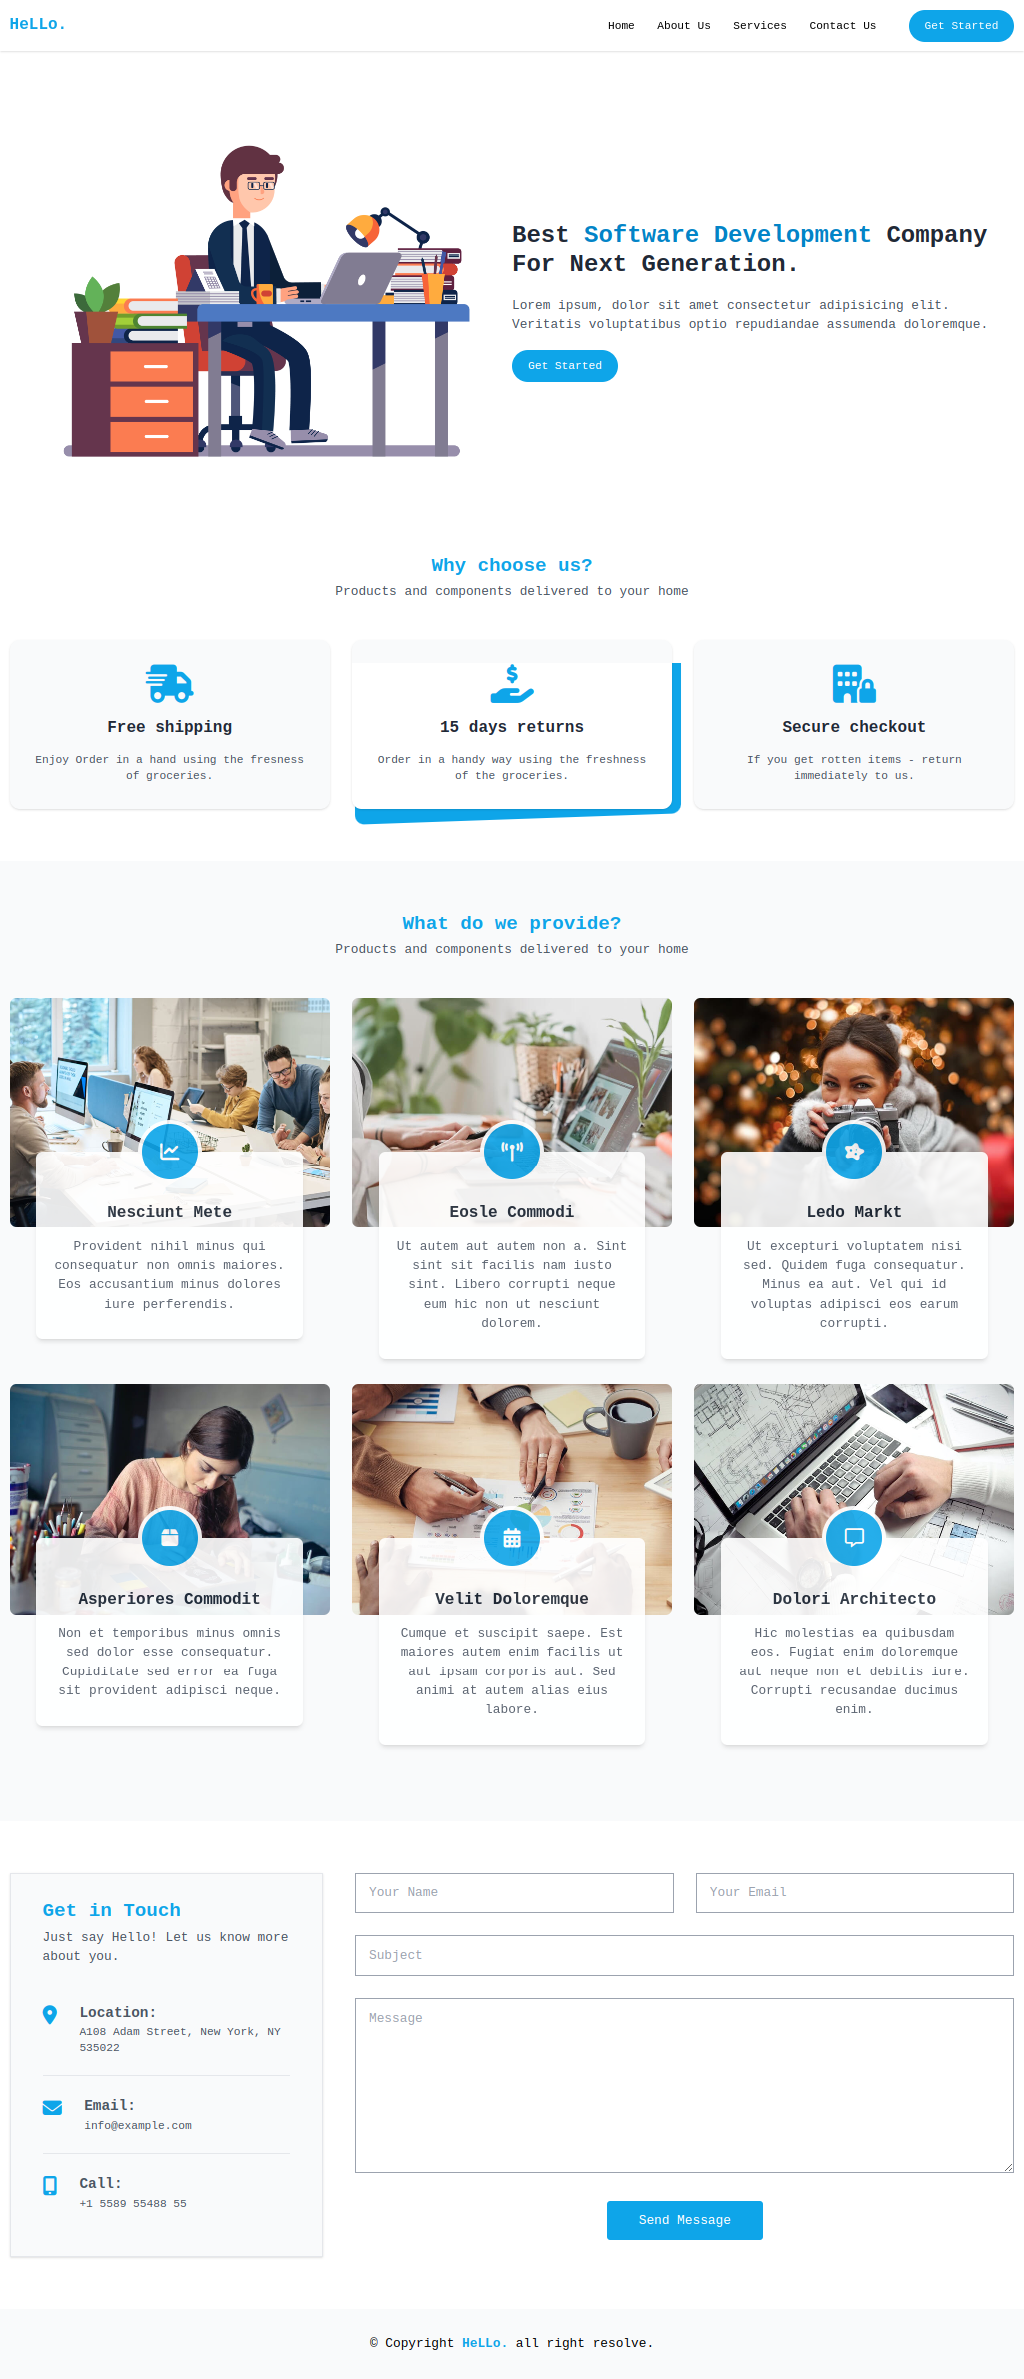 HeLLo.
Home About Us Services Contact Us Get Started
Best Software Development Company
For Next Generation.
Lorem ipsum, dolor sit amet consectetur adipisicing elit.
Veritatis voluptatibus optio repudiandae assumenda doloremque.
Get Started
Why choose us?
Products and components delivered to your home
Free shipping
Enjoy Order in a hand using the fresness
of groceries.
15 days returns
Order in a handy way using the freshness
of the groceries.
Secure checkout
If you get rotten items - return
immediately to us.
What do we provide?
Products and components delivered to your home
Nesciunt Mete
Provident nihil minus qui
consequatur non omnis maiores.
Eos accusantium minus dolores
iure perferendis.
Eosle Commodi
Ut autem aut autem non a. Sint
sint sit facilis nam iusto
sint. Libero corrupti neque
eum hic non ut nesciunt
dolorem.
Ledo Markt
Ut excepturi voluptatem nisi
sed. Quidem fuga consequatur.
Minus ea aut. Vel qui id
voluptas adipisci eos earum
corrupti.
Asperiores Commodit
Non et temporibus minus omnis
sed dolor esse consequatur.
Cupiditate sed error ea fuga
sit provident adipisci neque.
Velit Doloremque
Cumque et suscipit saepe. Est
maiores autem enim facilis ut
aut ipsam corporis aut. Sed
animi at autem alias eius
labore.
Dolori Architecto
Hic molestias ea quibusdam
eos. Fugiat enim doloremque
aut neque non et debitis iure.
Corrupti recusandae ducimus
enim.
Get in Touch
Just say Hello! Let us know more
about you.
Location:
A108 Adam Street, New York, NY
535022
Email:
info@example.com
Call:
+1 5589 55488 55
Your Name
Your Email
Subject
Message
Send Message
© Copyright HeLLo. all right resolve.